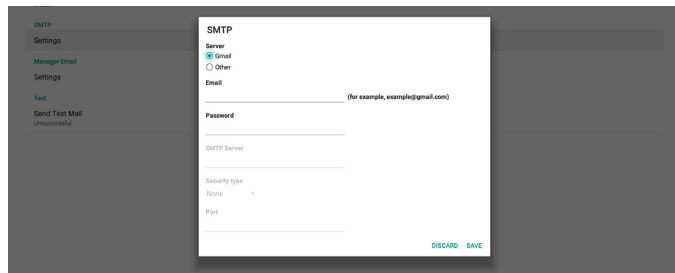 SMTP
Settings
Manager Email
Settings
Test
Send Test Mail
Unsuccessful
SMTP
Server
Gmail
Other
Email
(for example, example@gmail.com)
Password
SMTP Server
Security type
None
Port
DISCARD SAVE